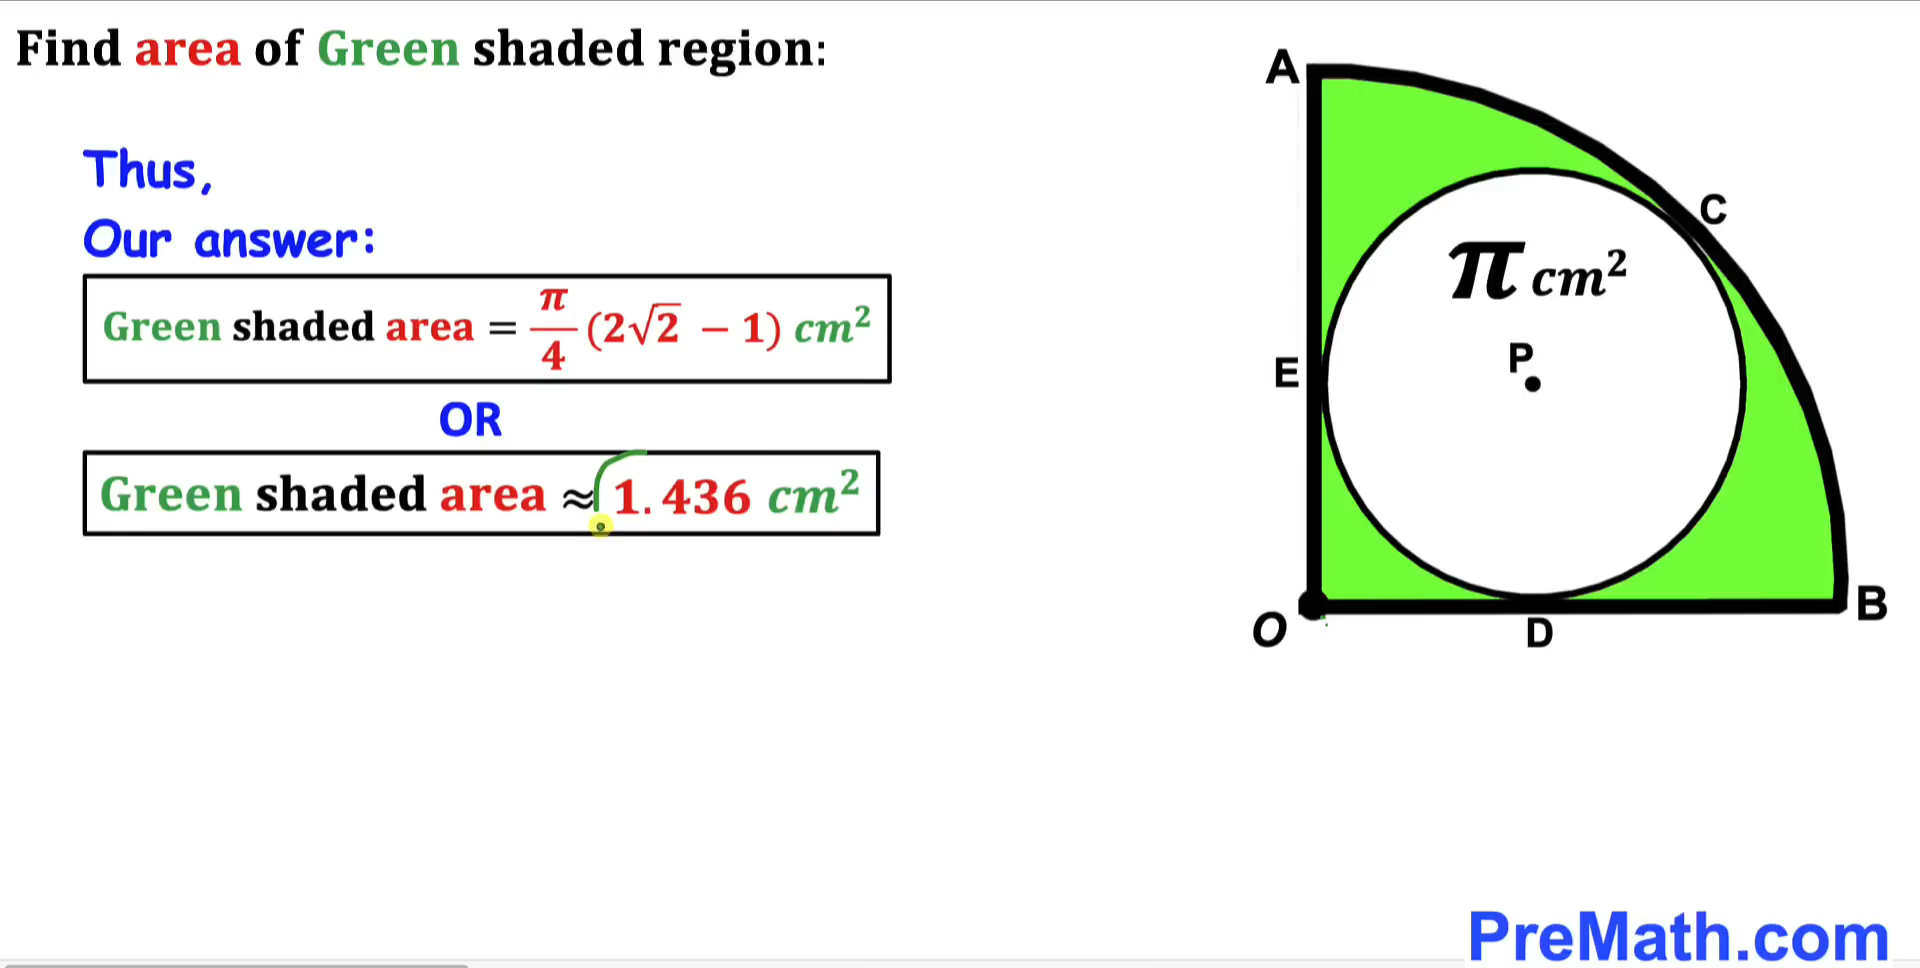 Find area of Green shaded region:
Thus,
Our answer:
Green shaded area = π/4 (2√2 − 1) cm²
OR
Green shaded area ≈ 1.436 cm²
A
C
π cm²
P
E
O
D
B
PreMath.com